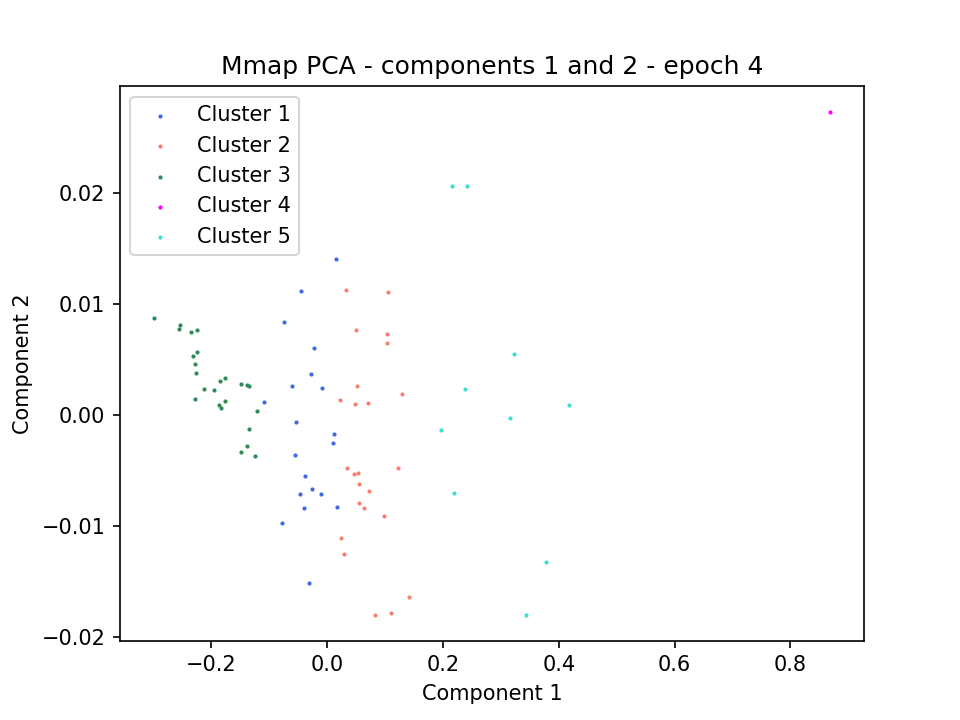 Mmap PCA - components 1 and 2 - epoch 4
Cluster 1
Cluster 2
Cluster 3
Cluster 4
Cluster 5
0.02
0.01
0.00
−0.01
−0.02
Component 2
−0.2 0.0 0.2 0.4 0.6 0.8
Component 1